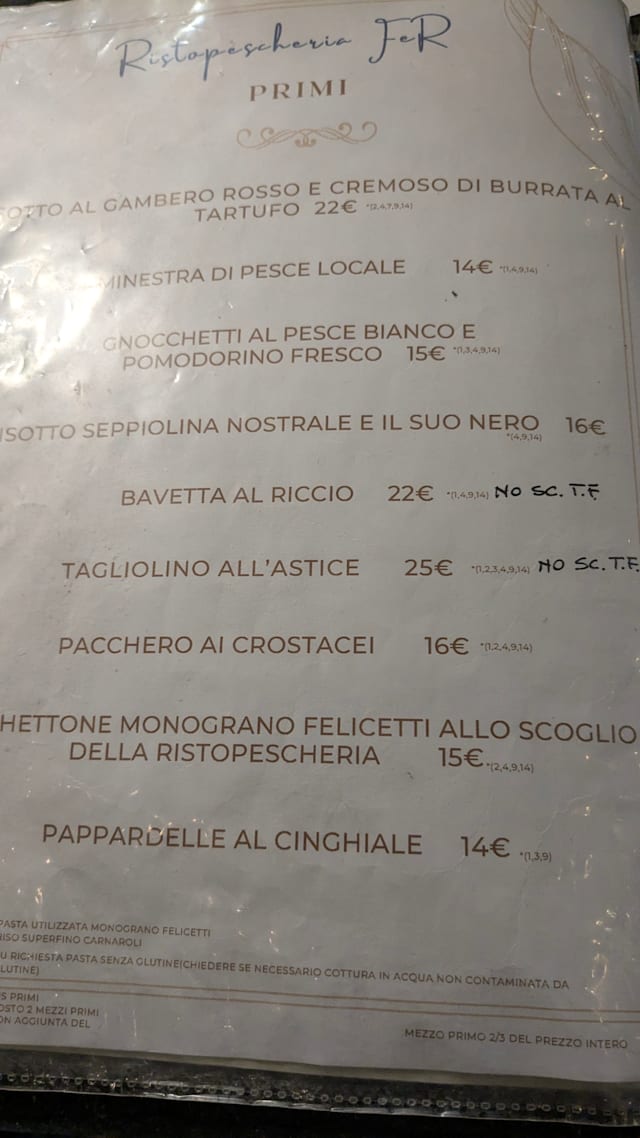 Ristopescheria FeR
PRIMI
OTTO AL GAMBERO ROSSO E CREMOSO DI BURRATA AL
TARTUFO 22€ *(2,4,7,9,14)
MINESTRA DI PESCE LOCALE 14€ *(1,4,9,14)
GNOCCHETTI AL PESCE BIANCO E
POMODORINO FRESCO 15€ *(1,3,4,9,14)
ISOTTO SEPPIOLINA NOSTRALE E IL SUO NERO 16€
*(4,9,14)
BAVETTA AL RICCIO 22€ *(1,4,9,14) NO SC. T.F
TAGLIOLINO ALL'ASTICE 25€ *(1,2,3,4,9,14) NO SC. T.F.
PACCHERO AI CROSTACEI 16€ *(1,2,4,9,14)
HETTONE MONOGRANO FELICETTI ALLO SCOGLIO
DELLA RISTOPESCHERIA 15€ *(2,4,9,14)
PAPPARDELLE AL CINGHIALE 14€ *(1,3,9)
PASTA UTILIZZATA MONOGRANO FELICETTI
RISO SUPERFINO CARNAROLI
U RICHIESTA PASTA SENZA GLUTINE(CHIEDERE SE NECESSARIO COTTURA IN ACQUA NON CONTAMINATA DA
LUTINE)
S PRIMI
OSTO 2 MEZZI PRIMI
ON AGGIUNTA DEL
MEZZO PRIMO 2/3 DEL PREZZO INTERO